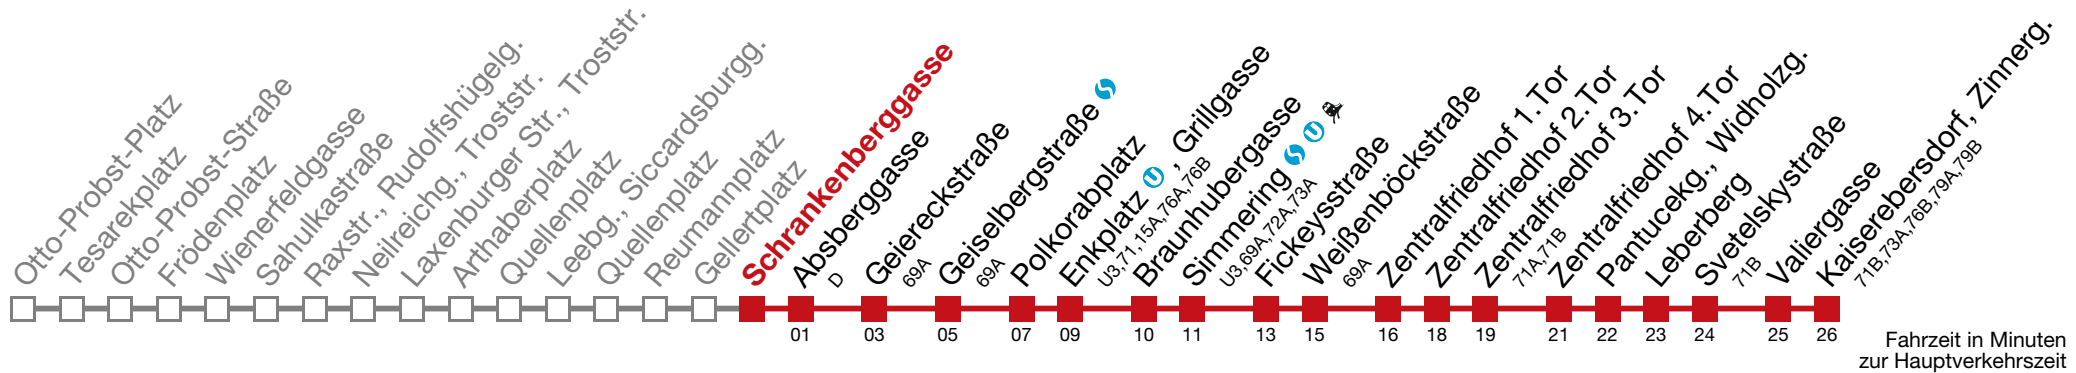 Otto-Probst-Platz
Tesarekplatz
Otto-Probst-Straße
Frödenplatz
Wienerfeldgasse
Sahulkastraße
Raxstr., Rudolfshügelg.
Neilreichg., Troststr.
Laxenburger Str., Troststr.
Arthaberplatz
Quellenplatz
Leebg., Siccardsburgg.
Quellenplatz
Reumannplatz
Gellertplatz
Schrankenberggasse
Absberggasse
D
Geiereckstraße
69A
Geiselbergstraße
69A
Polkorabplatz
Enkplatz U, Grillgasse
U3,71,15A,76A,76B
Braunhubergasse
Simmering S U
U3,69A,72A,73A
Fickeysstraße
Weißenböckstraße
69A
Zentralfriedhof 1.Tor
Zentralfriedhof 2.Tor
Zentralfriedhof 3.Tor
71A,71B
Zentralfriedhof 4.Tor
Pantucekg., Widholzg.
Leberberg
Svetelskystraße
71B
Valiergasse
Kaiserebersdorf, Zinnerg.
71B,73A,76B,79A,79B
01 03 05 07 09 10 11 13 15 16 18 19 21 22 23 24 25 26
Fahrzeit in Minuten
zur Hauptverkehrszeit